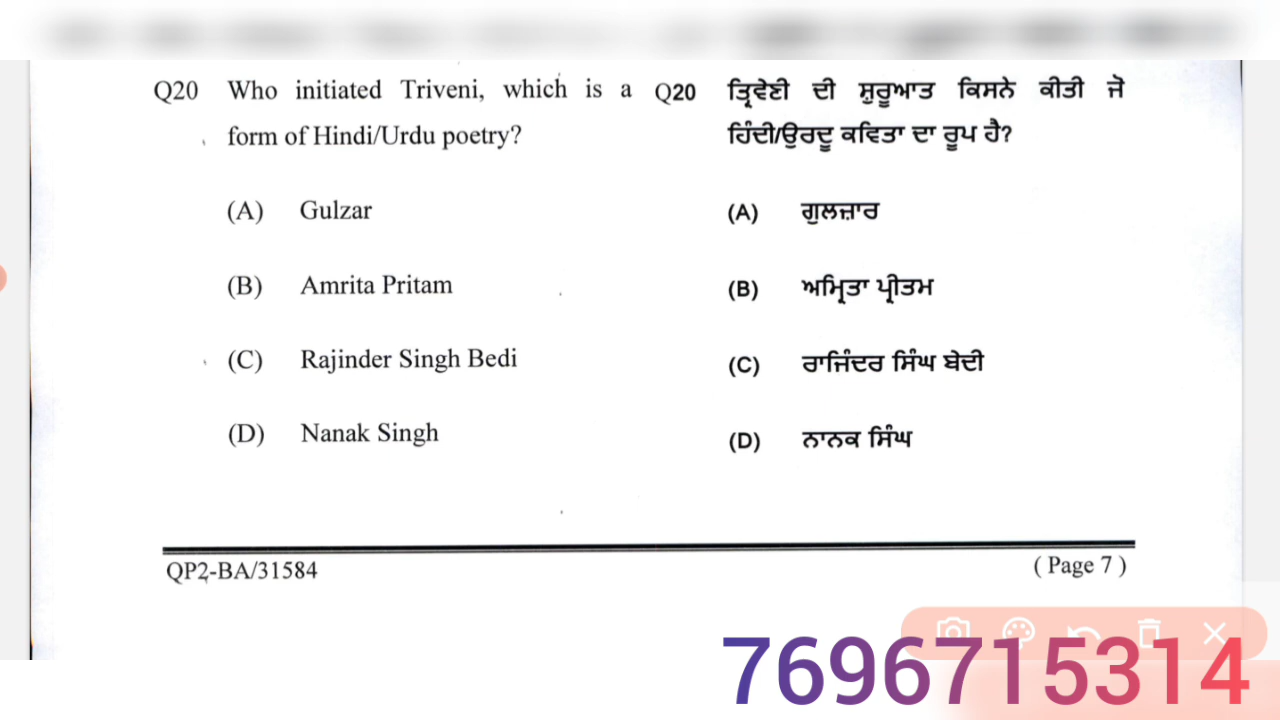 Q20 Who initiated Triveni, which is a
form of Hindi/Urdu poetry?
(A) Gulzar
(B) Amrita Pritam
(C) Rajinder Singh Bedi
(D) Nanak Singh
Q20 ਤ੍ਰਿਵੇਣੀ ਦੀ ਸ਼ੁਰੂਆਤ ਕਿਸਨੇ ਕੀਤੀ ਜੋ
ਹਿੰਦੀ/ਉਰਦੂ ਕਵਿਤਾ ਦਾ ਰੂਪ ਹੈ?
(A) ਗੁਲਜ਼ਾਰ
(B) ਅਮ੍ਰਿਤਾ ਪ੍ਰੀਤਮ
(C) ਰਾਜਿੰਦਰ ਸਿੰਘ ਬੇਦੀ
(D) ਨਾਨਕ ਸਿੰਘ
QP2-BA/31584
( Page 7 )
7696715314